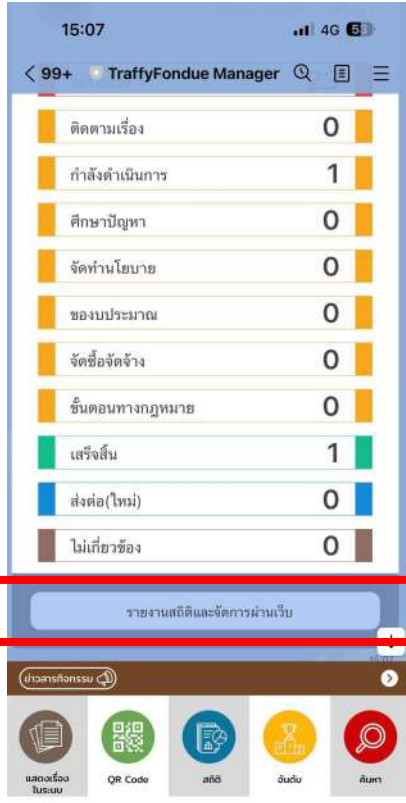 15:07
4G
99+ TraffyFondue Manager
ติดตามเรื่อง 0
กำลังดำเนินการ 1
ศึกษาปัญหา 0
จัดทำนโยบาย 0
ของบประมาณ 0
จัดซื้อจัดจ้าง 0
ขั้นตอนทางกฎหมาย 0
เสร็จสิ้น 1
ส่งต่อ(ใหม่) 0
ไม่เกี่ยวข้อง 0
รายงานสถิติและจัดการผ่านเว็บ
ข่าวสารกิจกรรม
แสดงเรื่อง
ในระบบ
QR Code
สถิติ
อันดับ
ค้นหา